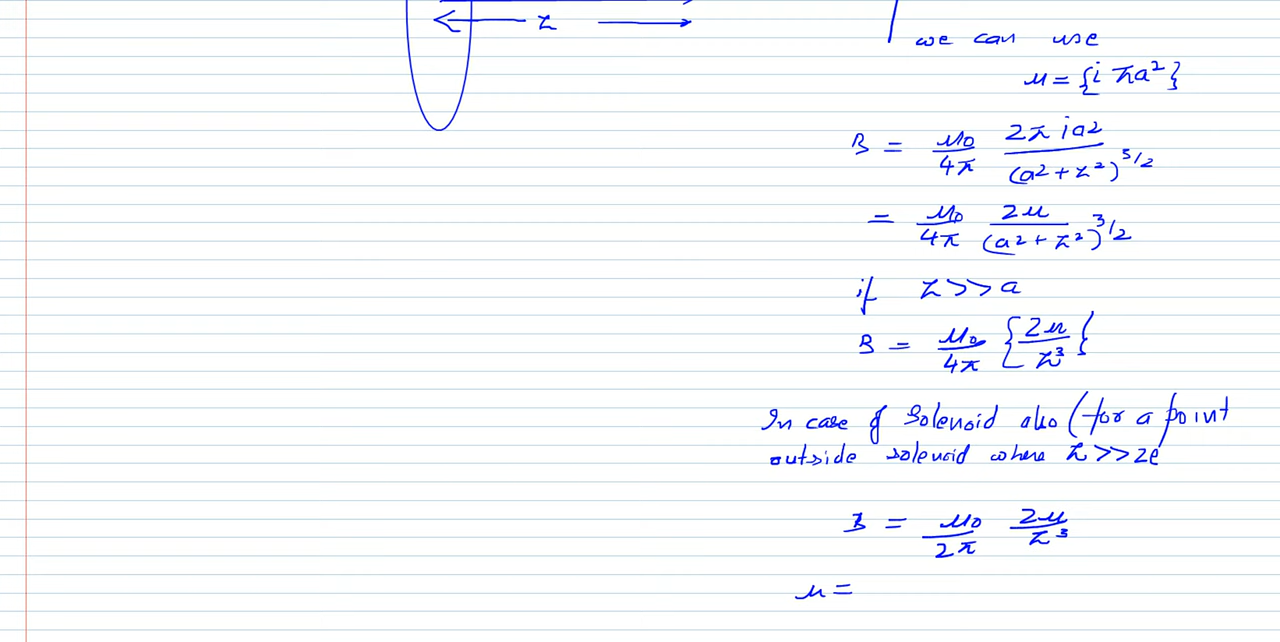 z
we can use
μ = {i πa²}
B = μ₀/4π 2π i a²/(a² + z²)^3/2
= μ₀/4π 2μ/(a² + z²)^3/2
if z >> a
B = μ₀/4π {2μ/z³}
In case of Solenoid also (for a point
outside solenoid where z >> 2l
B = μ₀/2π 2μ/z³
μ =